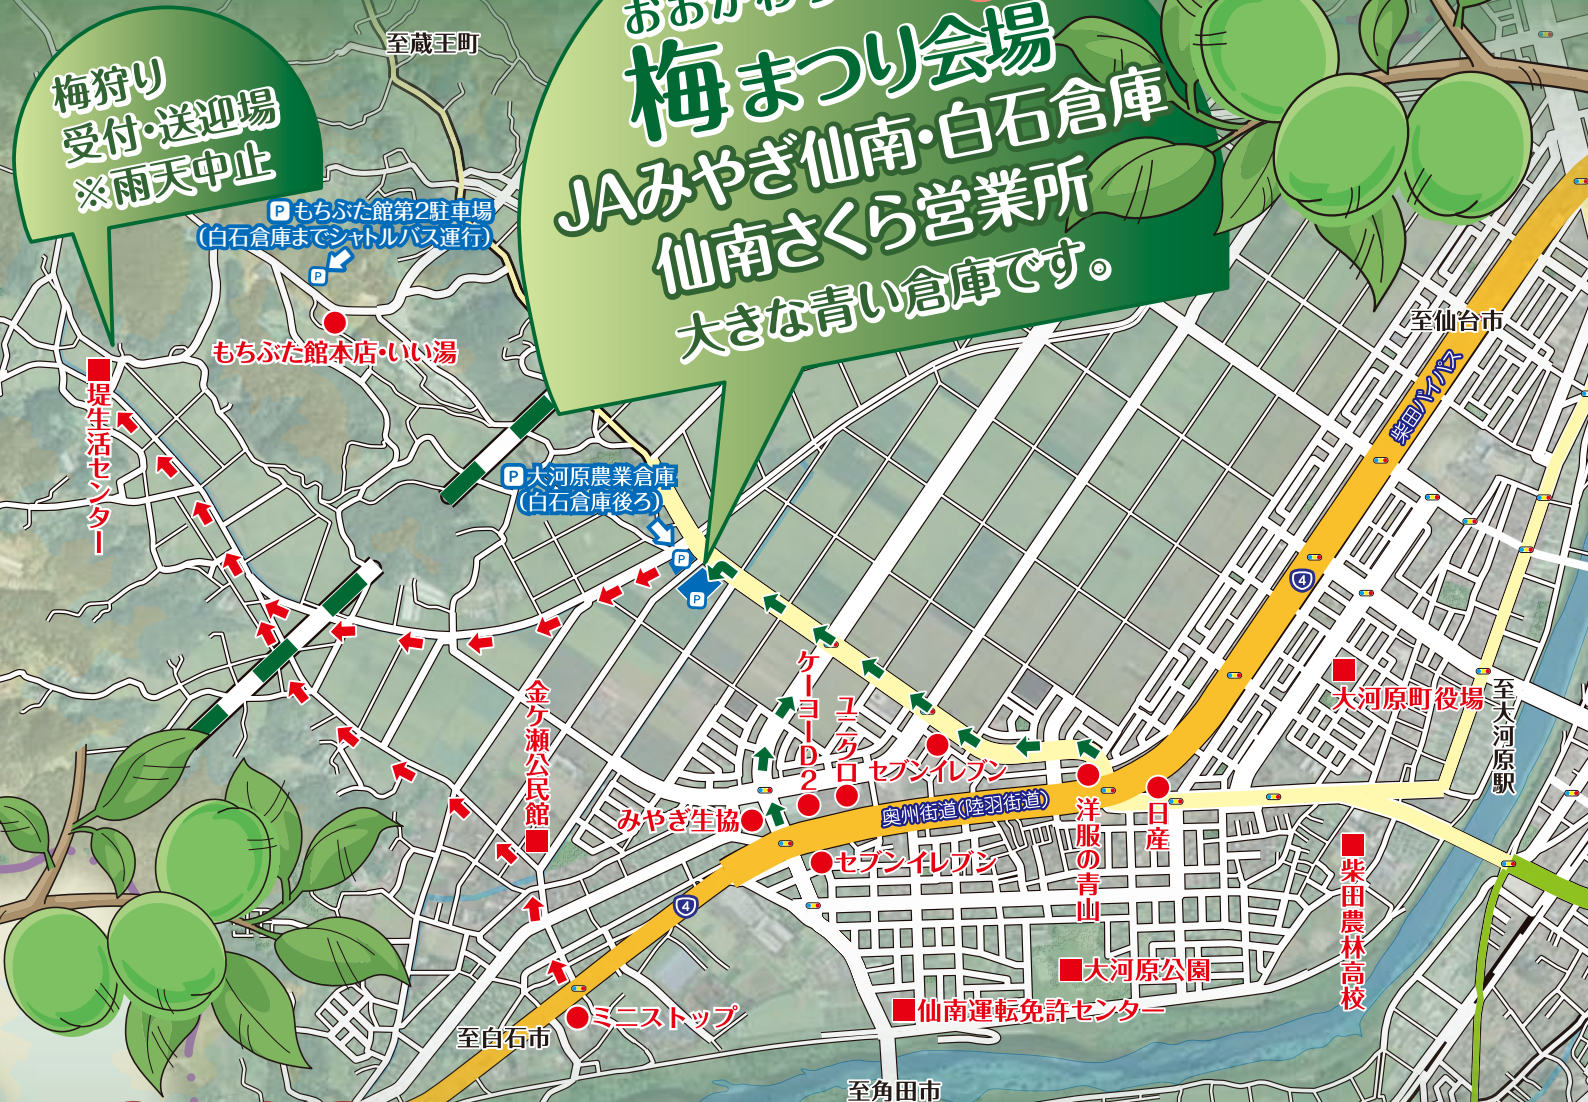 梅狩り
受付・送迎場
※雨天中止
至蔵王町
梅まつり会場
JAみやぎ仙南・白石倉庫
仙南さくら営業所
大きな青い倉庫です。
P もちぶた館第2駐車場
(白石倉庫までシャトルバス運行)
P
もちぶた館本店・いい湯
堤生活センター
P 大河原農業倉庫
(白石倉庫後ろ)
P
P
至仙台市
柴田バイパス
4
大河原町役場
至大河原駅
金ケ瀬公民館
ケーヨーD2
ユニクロ
セブンイレブン
みやぎ生協
奥州街道(陸羽街道)
洋服の青山
日産
セブンイレブン
柴田農林高校
4
大河原公園
仙南運転免許センター
ミニストップ
至白石市
至角田市